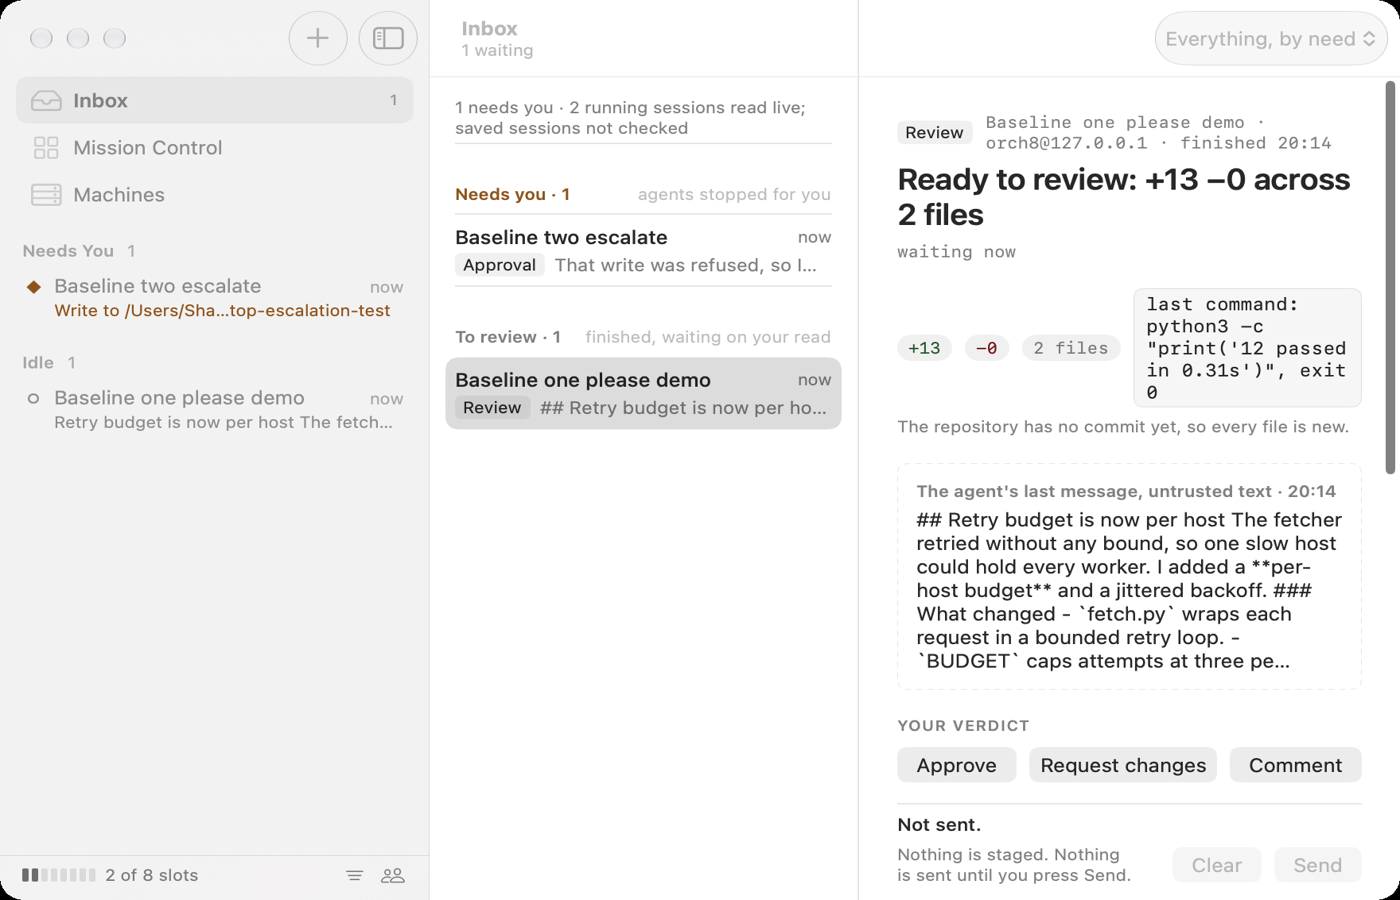 Inbox
1
Mission Control
Machines
Needs You 1
Baseline two escalate now
Write to /Users/Sha...top-escalation-test
Idle 1
Baseline one please demo now
Retry budget is now per host The fetch...
2 of 8 slots
Inbox
1 waiting
1 needs you · 2 running sessions read live;
saved sessions not checked
Needs you · 1 agents stopped for you
Baseline two escalate now
Approval That write was refused, so I...
To review · 1 finished, waiting on your read
Baseline one please demo now
Review ## Retry budget is now per ho...
Everything, by need
Review
Baseline one please demo ·
orch8@127.0.0.1 · finished 20:14
Ready to review: +13 −0 across
2 files
waiting now
+13 −0 2 files
last command:
python3 -c
"print('12 passed
in 0.31s')", exit
0
The repository has no commit yet, so every file is new.
The agent's last message, untrusted text · 20:14
## Retry budget is now per host The fetcher
retried without any bound, so one slow host
could hold every worker. I added a **per-
host budget** and a jittered backoff. ###
What changed - `fetch.py` wraps each
request in a bounded retry loop. -
`BUDGET` caps attempts at three pe...
YOUR VERDICT
Approve Request changes Comment
Not sent.
Nothing is staged. Nothing
is sent until you press Send.
Clear Send